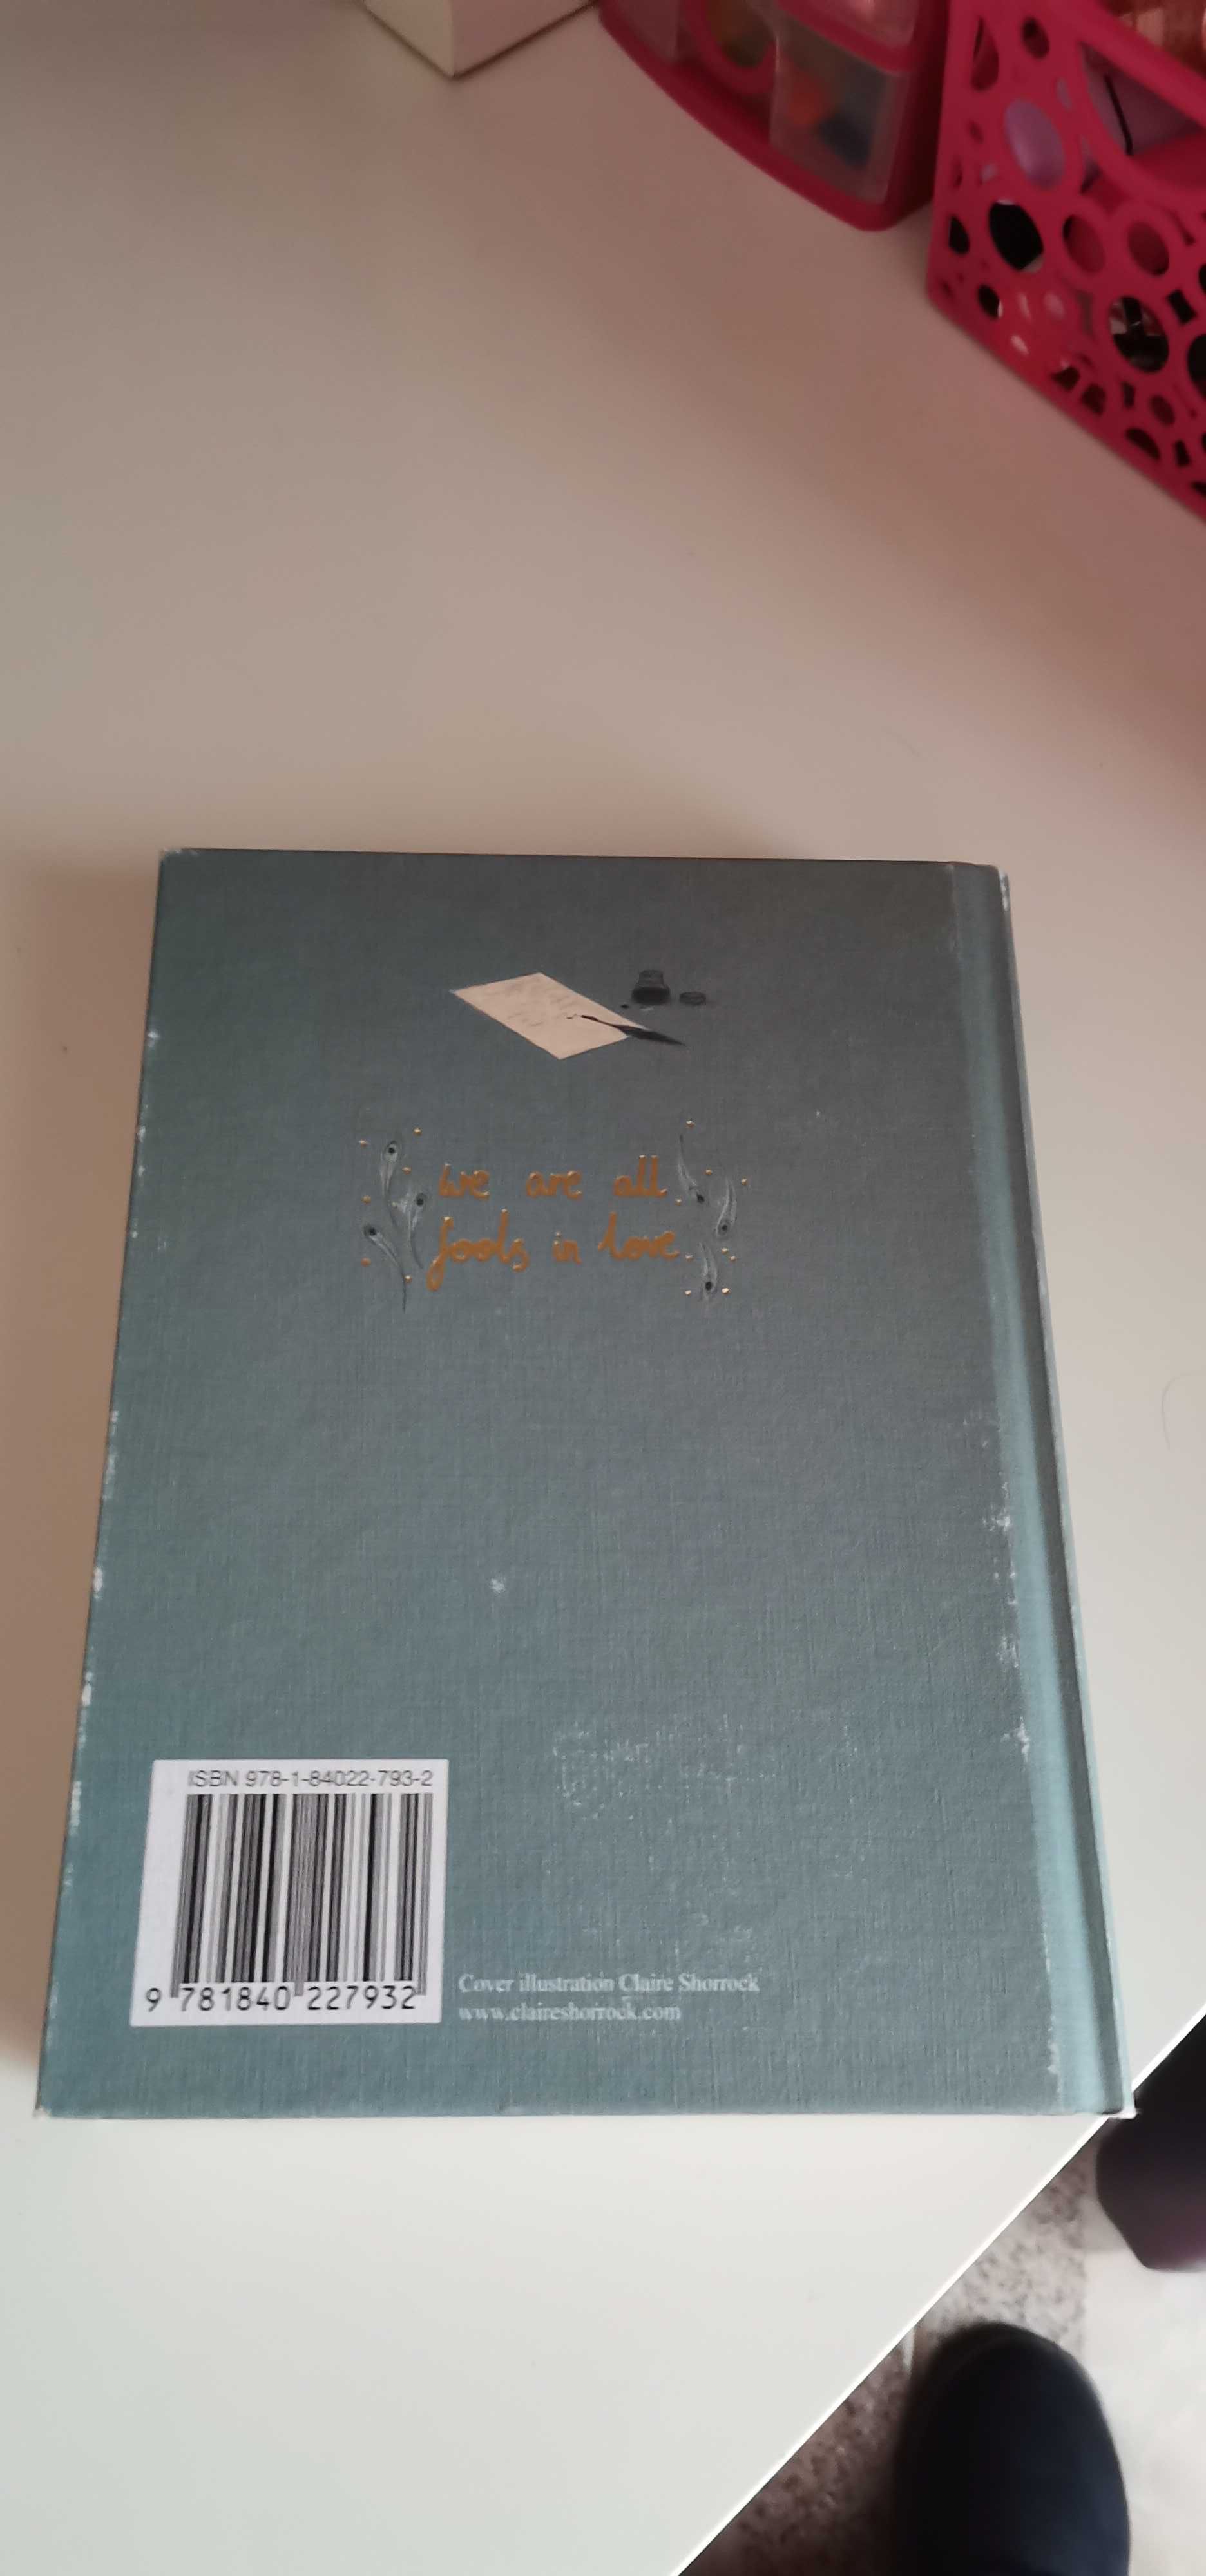 we are all
fools in love
ISBN 978-1-84022-793-2
9 781840 227932
Cover illustration Claire Shorrock
www.claireshorrock.com